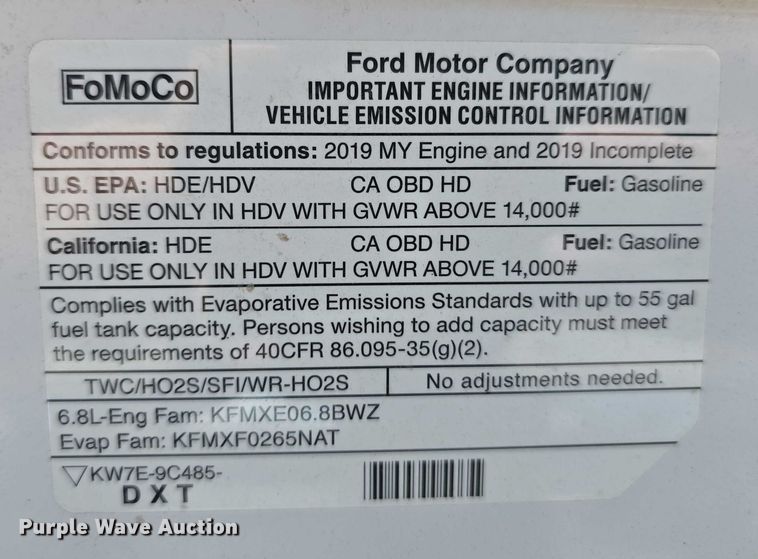 FoMoCo
Ford Motor Company
IMPORTANT ENGINE INFORMATION/
VEHICLE EMISSION CONTROL INFORMATION
Conforms to regulations: 2019 MY Engine and 2019 Incomplete
U.S. EPA: HDE/HDV CA OBD HD Fuel: Gasoline
FOR USE ONLY IN HDV WITH GVWR ABOVE 14,000#
California: HDE CA OBD HD Fuel: Gasoline
FOR USE ONLY IN HDV WITH GVWR ABOVE 14,000#
Complies with Evaporative Emissions Standards with up to 55 gal
fuel tank capacity. Persons wishing to add capacity must meet
the requirements of 40CFR 86.095-35(g)(2).
TWC/HO2S/SFI/WR-HO2S No adjustments needed.
6.8L-Eng Fam: KFMXE06.8BWZ
Evap Fam: KFMXF0265NAT
KW7E-9C485-
DXT
Purple Wave Auction